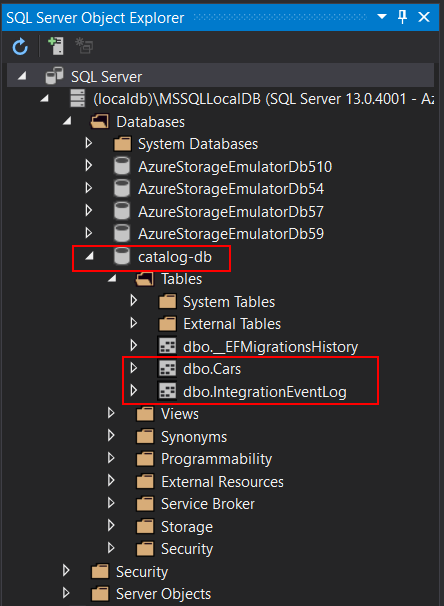 SQL Server Object Explorer
SQL Server
(localdb)\MSSQLLocalDB (SQL Server 13.0.4001 - Az
Databases
System Databases
AzureStorageEmulatorDb510
AzureStorageEmulatorDb54
AzureStorageEmulatorDb57
AzureStorageEmulatorDb59
catalog-db
Tables
System Tables
External Tables
dbo.__EFMigrationsHistory
dbo.Cars
dbo.IntegrationEventLog
Views
Synonyms
Programmability
External Resources
Service Broker
Storage
Security
Security
Server Objects